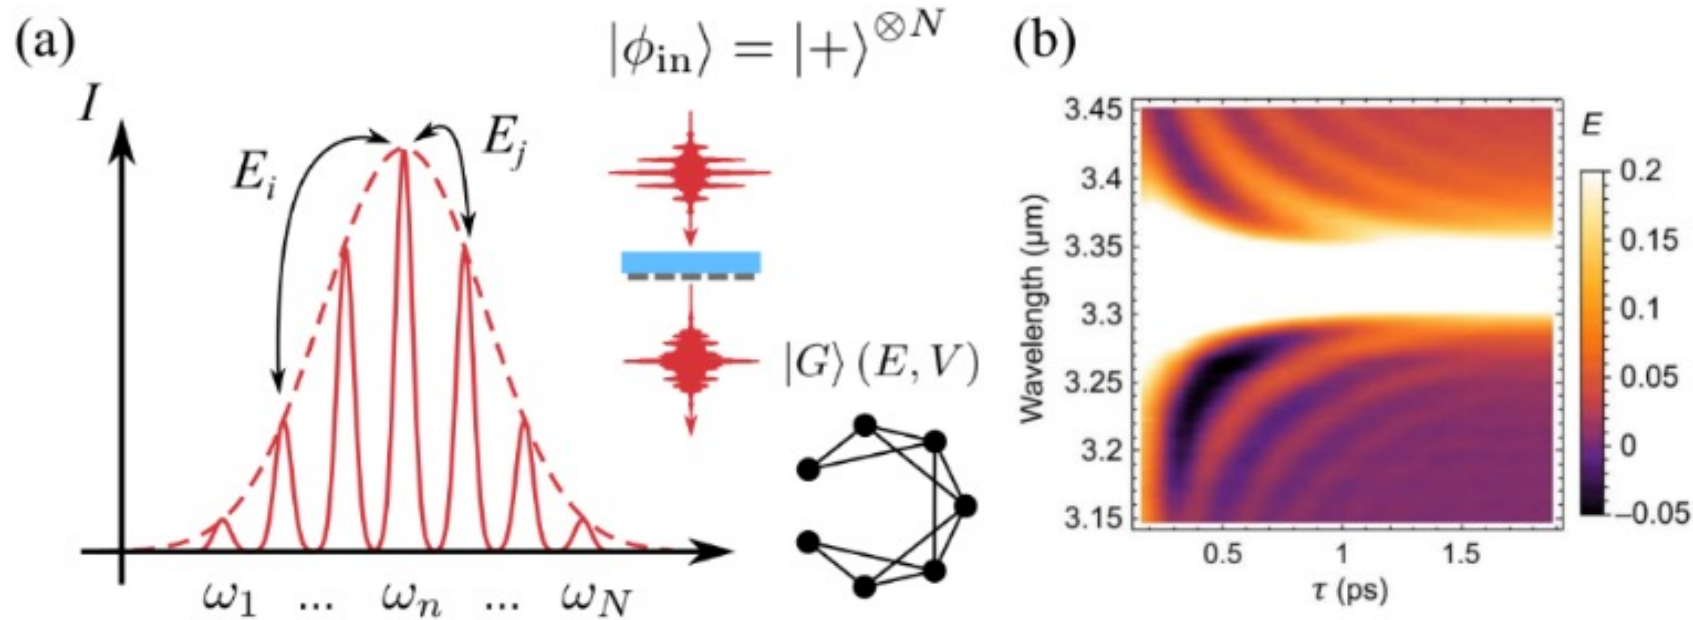 (a)
|ϕ_in⟩ = |+⟩^⊗N
I
E_i
E_j
|G⟩ (E, V)
ω_1 ... ω_n ... ω_N
(b)
E
Wavelength (μm)
3.45
3.4
3.35
3.3
3.25
3.2
3.15
0.5 1 1.5
τ (ps)
0.2
0.15
0.1
0.05
0
−0.05